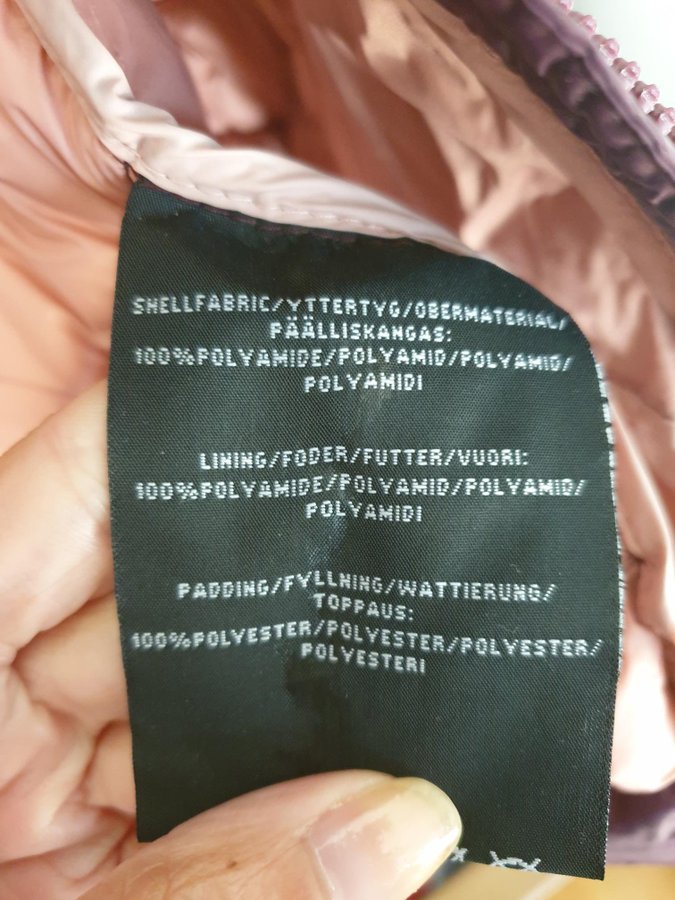 SHELLFABRIC/YTTERTYG/OBERMATERIAL/
PÄÄLLISKANGAS:
100%POLYAMIDE/POLYAMID/POLYAMID/
POLYAMIDI
LINING/FODER/FUTTER/VUORI:
100%POLYAMIDE/POLYAMID/POLYAMID/
POLYAMIDI
PADDING/FYLLNING/WATTIERUNG/
TOPPAUS:
100%POLYESTER/POLYESTER/POLYESTER/
POLYESTERI